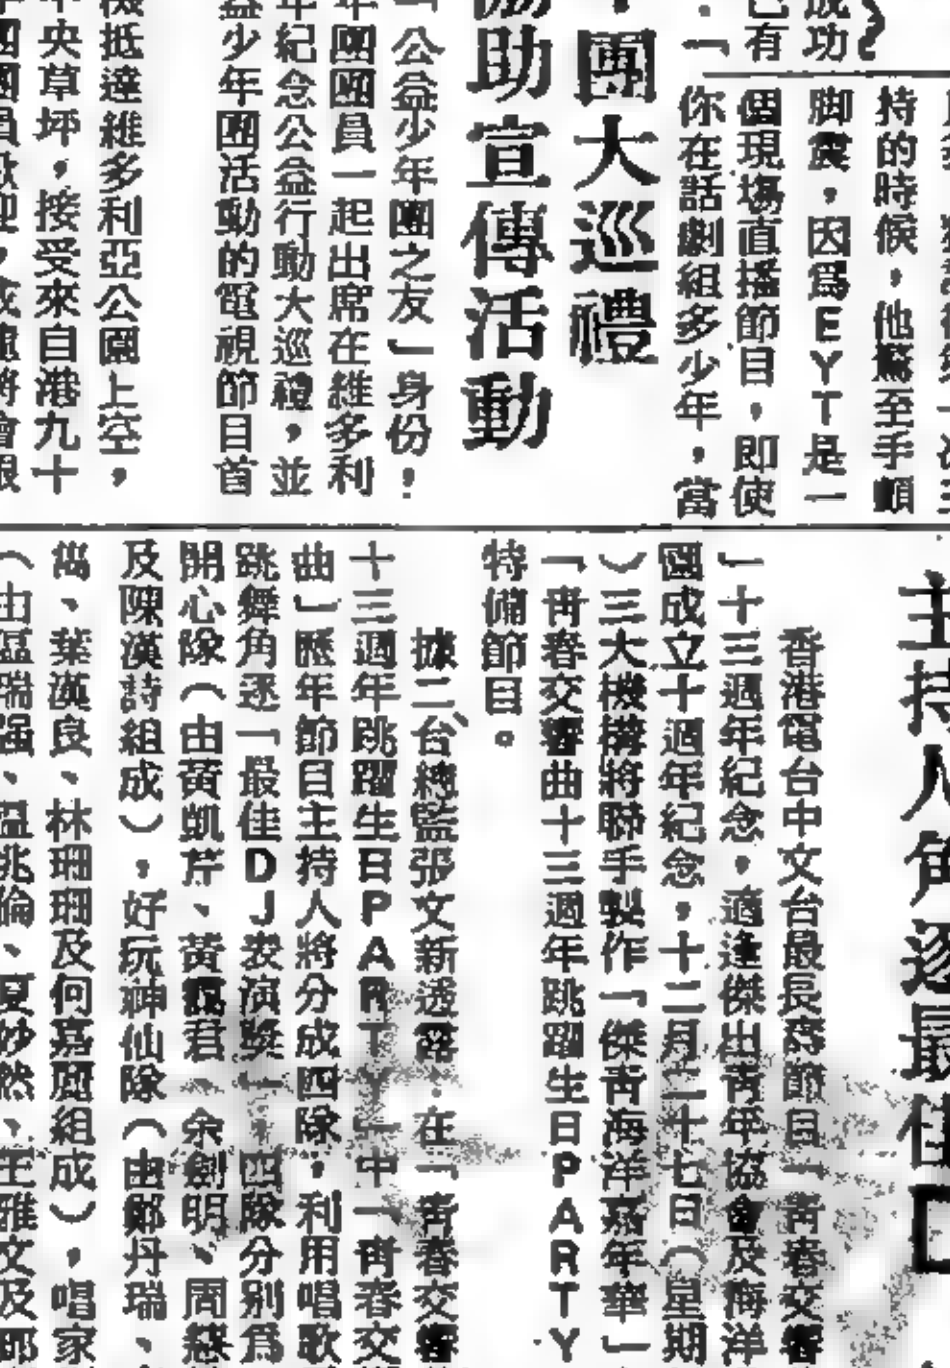 成功
已有
持的時候，他驚至手頓
脚震，因為EYT是一
個現場直播節目，即使
你在話劇組多少年，當
團大巡禮
協助宣傳活動
「公益少年團之友」身份！
年團團員一起出席在維多利
年紀念公益行動大巡禮，並
益少年團活動的電視節目首
抵達維多利亞公園上空，
中央草坪，接受來自港九十
主持人角逐最佳D
香港電台中文台最長壽節目「青春交響
」十三週年紀念，適逢傑出青年協會及海洋
園成立十週年紀念，十二月二十七日（星期
）三大機構將聯手製作「傑青海洋嘉年華」
「青春交響曲十三週年跳躍生日PARTY
特備節目。
據二台總監張文新透露：在「青春交響
十三週年跳躍生日PARTY」中「青春交
曲」歷年節目主持人將分成四隊，利用唱歌
跳舞角逐「最佳DJ表演獎」，四隊分別為
開心隊（由黃凱芹、黃君、余劍明、周
及陳漢詩組成），好玩神仙隊（由鄭丹瑞、
雋、葉漢良、林珊珊及何嘉麗組成），唱家
（由區瑞強、溫兆倫、夏妙然、王雅文及